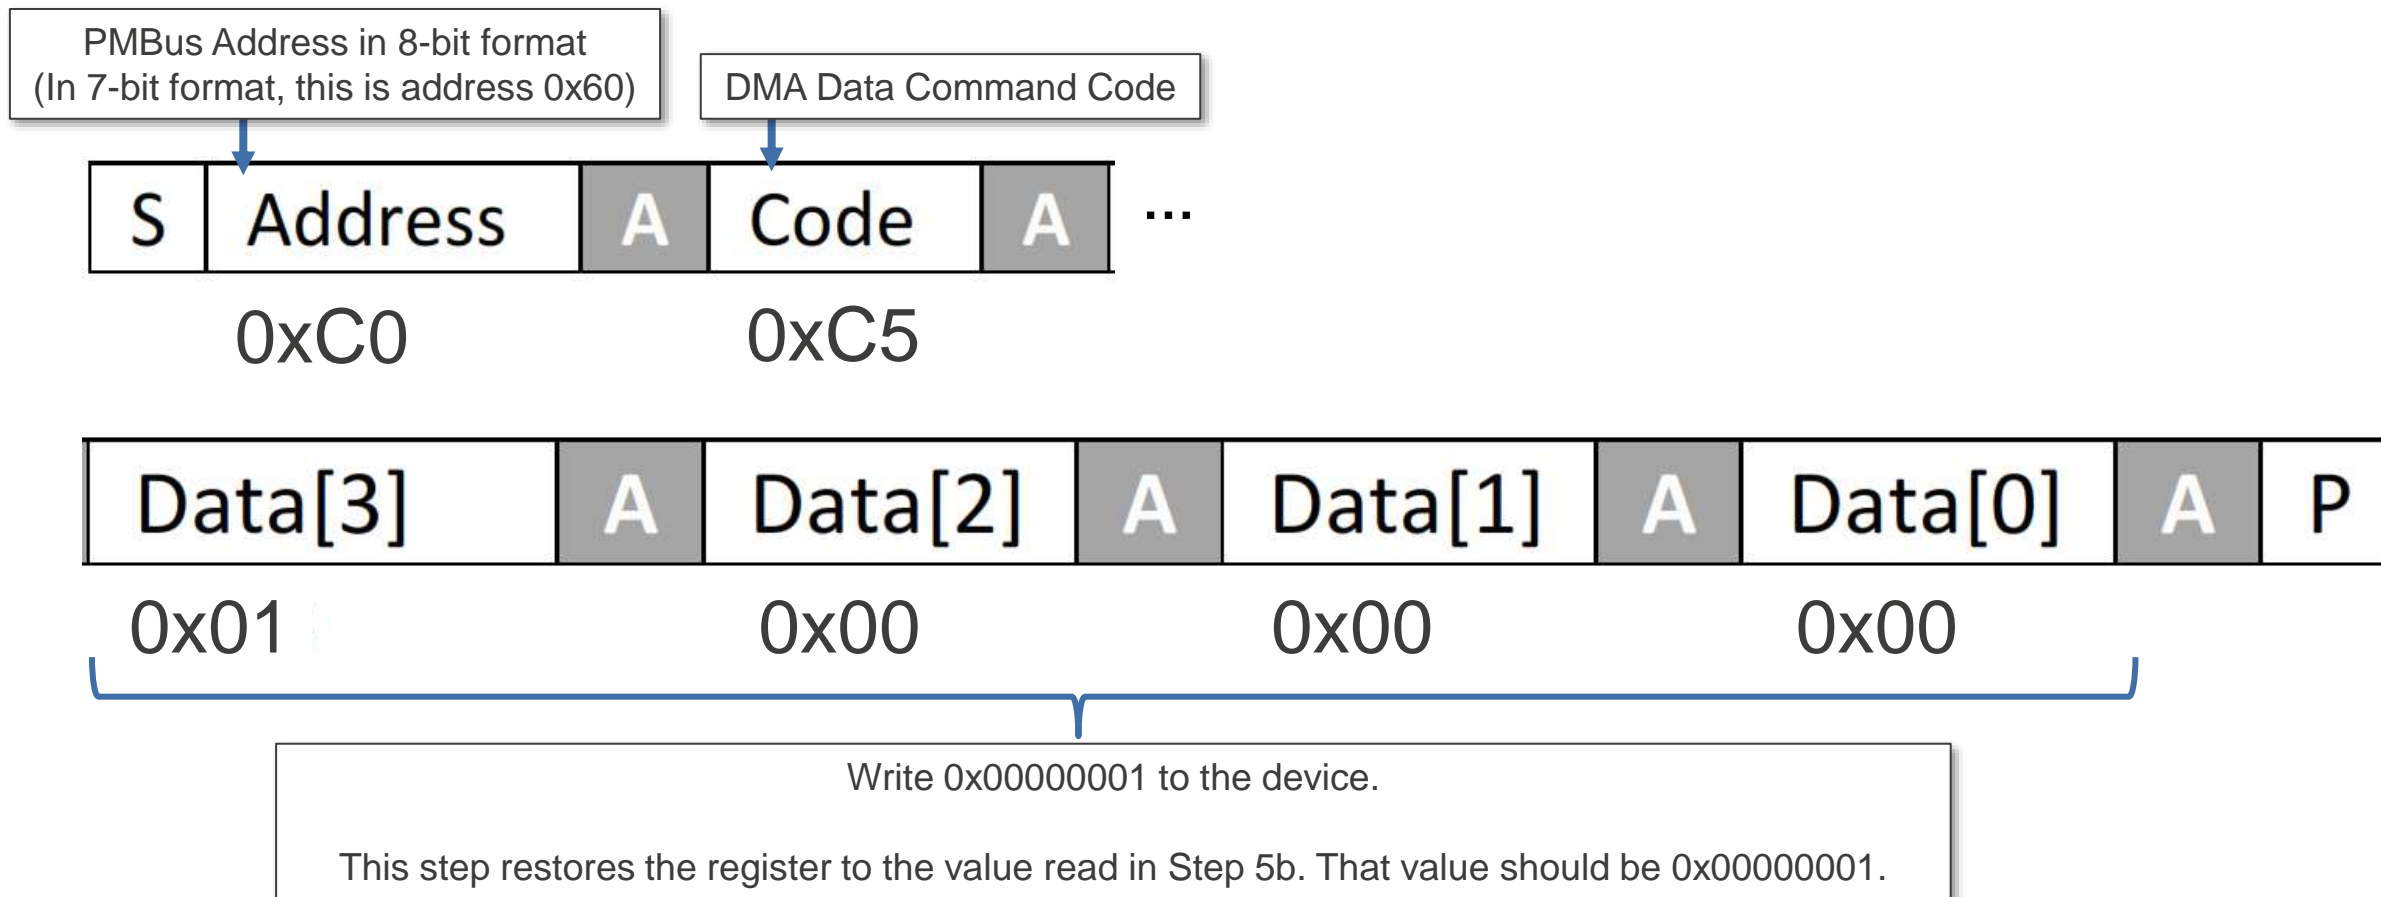 PMBus Address in 8-bit format
(In 7-bit format, this is address 0x60)
DMA Data Command Code
S Address A Code A ...
0xC0 0xC5
Data[3] A Data[2] A Data[1] A Data[0] A P
0x01 0x00 0x00 0x00
Write 0x00000001 to the device.
This step restores the register to the value read in Step 5b. That value should be 0x00000001.